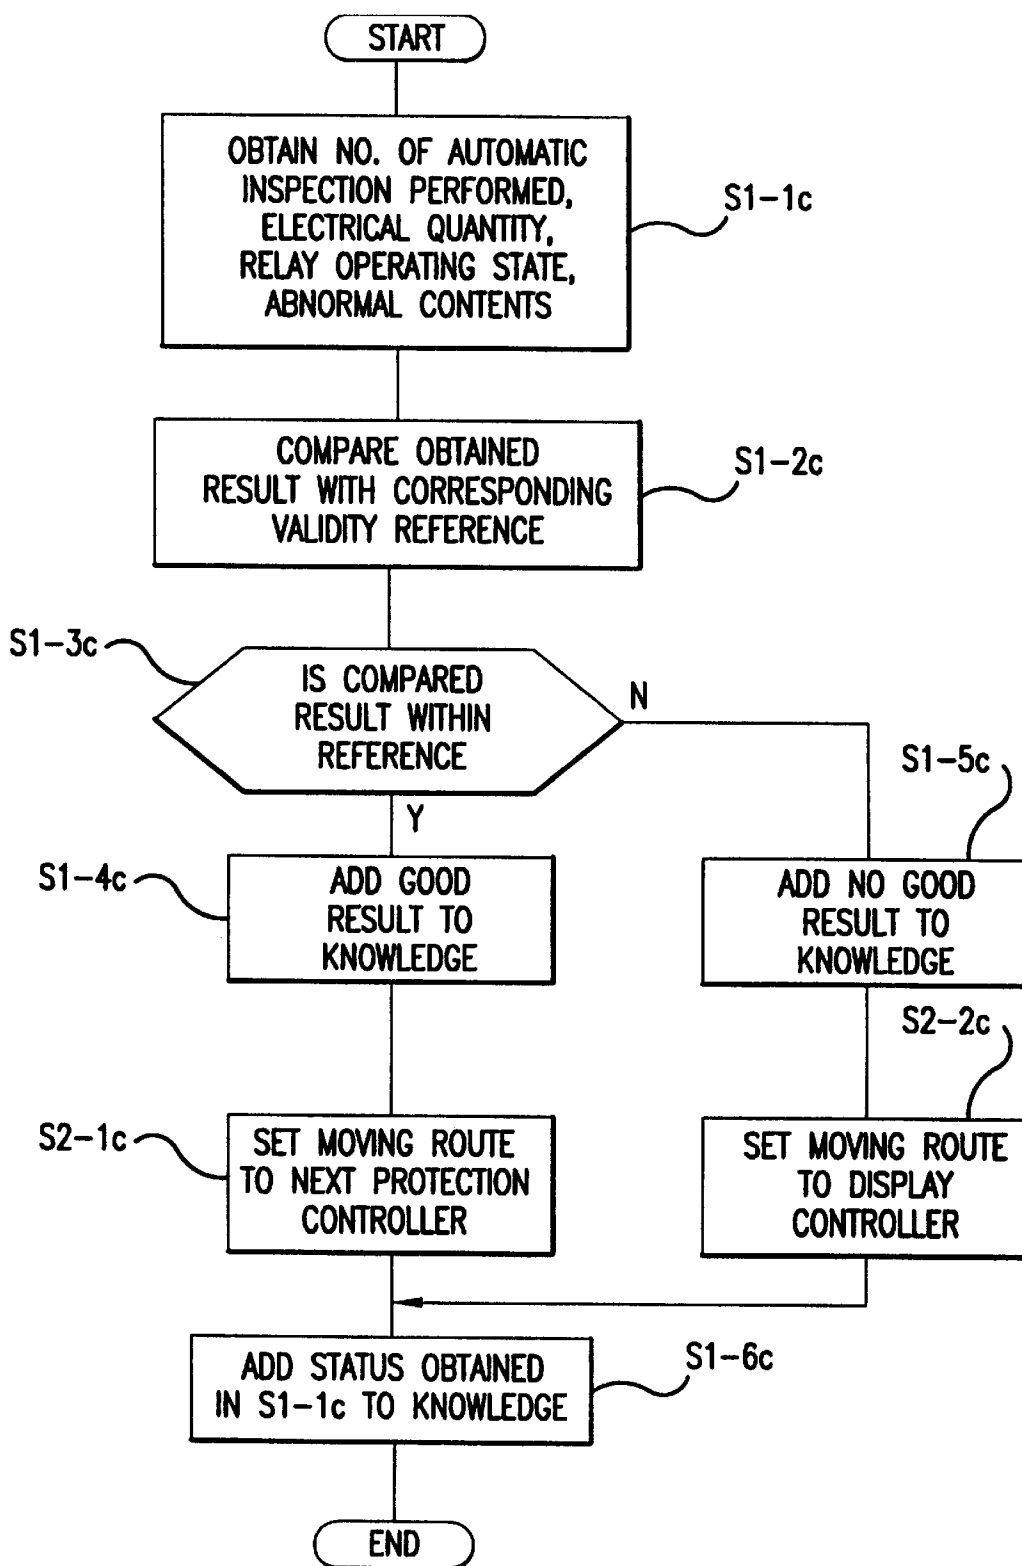 START
OBTAIN NO. OF AUTOMATIC
INSPECTION PERFORMED,
ELECTRICAL QUANTITY,
RELAY OPERATING STATE,
ABNORMAL CONTENTS
S1-1c
COMPARE OBTAINED
RESULT WITH CORRESPONDING
VALIDITY REFERENCE
S1-2c
S1-3c
IS COMPARED
RESULT WITHIN
REFERENCE
N
Y
S1-4c
ADD GOOD
RESULT TO
KNOWLEDGE
S1-5c
ADD NO GOOD
RESULT TO
KNOWLEDGE
S2-1c
SET MOVING ROUTE
TO NEXT PROTECTION
CONTROLLER
S2-2c
SET MOVING ROUTE
TO DISPLAY
CONTROLLER
ADD STATUS OBTAINED
IN S1-1c TO KNOWLEDGE
S1-6c
END